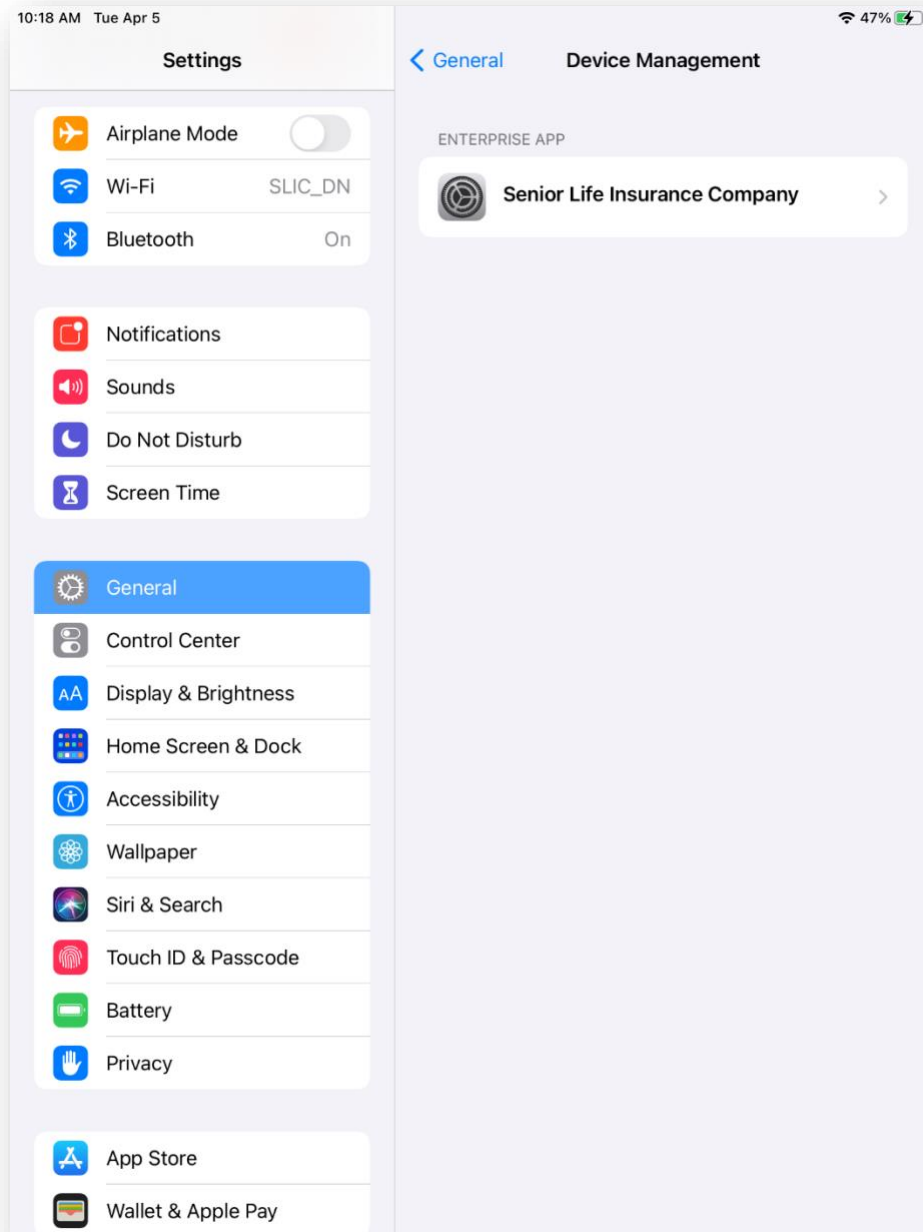 10:18 AM Tue Apr 5
47%
Settings
Airplane Mode
Wi-Fi SLIC_DN
Bluetooth On
Notifications
Sounds
Do Not Disturb
Screen Time
General
Control Center
AA Display & Brightness
Home Screen & Dock
Accessibility
Wallpaper
Siri & Search
Touch ID & Passcode
Battery
Privacy
App Store
Wallet & Apple Pay
General Device Management
ENTERPRISE APP
Senior Life Insurance Company